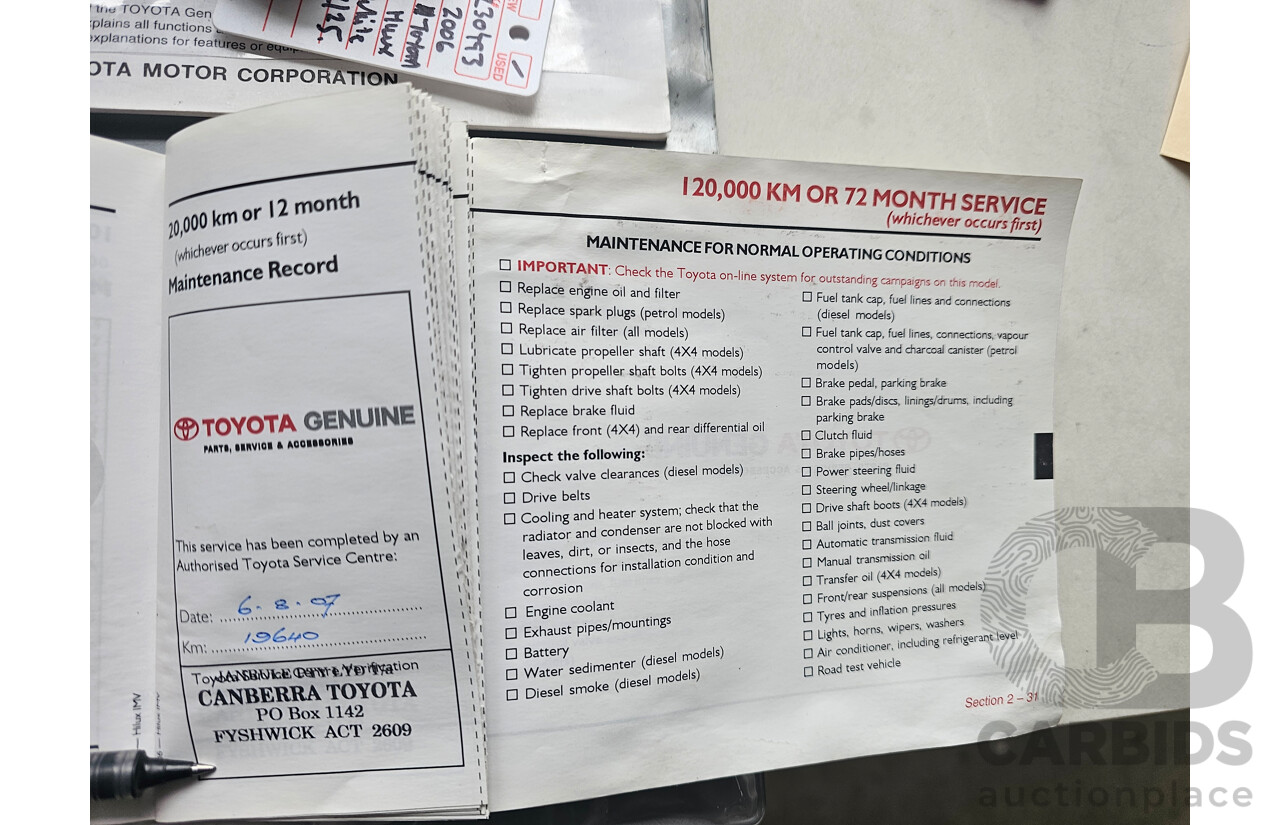 the TOYOTA Gen
plains all functions
explanations for features or equip
OTA MOTOR CORPORATION
USED
2006
Hilux
White
425.
20,000 km or 12 month
(whichever occurs first)
Maintenance Record
TOYOTA GENUINE
PARTS, SERVICE & ACCESSORIES
This service has been completed by an
Authorised Toyota Service Centre:
Date: 6.8.07
Km: 19640
Toyota Service Centre Verification
CANBERRA TOYOTA
PO Box 1142
FYSHWICK ACT 2609
— Hilux IMV
120,000 KM OR 72 MONTH SERVICE
(whichever occurs first)
MAINTENANCE FOR NORMAL OPERATING CONDITIONS
IMPORTANT: Check the Toyota on-line system for outstanding campaigns on this model.
Replace engine oil and filter
Replace spark plugs (petrol models)
Replace air filter (all models)
Lubricate propeller shaft (4X4 models)
Tighten propeller shaft bolts (4X4 models)
Tighten drive shaft bolts (4X4 models)
Replace brake fluid
Replace front (4X4) and rear differential oil
Inspect the following:
Check valve clearances (diesel models)
Drive belts
Cooling and heater system; check that the
radiator and condenser are not blocked with
leaves, dirt, or insects, and the hose
connections for installation condition and
corrosion
Engine coolant
Exhaust pipes/mountings
Battery
Water sedimenter (diesel models)
Diesel smoke (diesel models)
Fuel tank cap, fuel lines and connections
(diesel models)
Fuel tank cap, fuel lines, connections, vapour
control valve and charcoal canister (petrol
models)
Brake pedal, parking brake
Brake pads/discs, linings/drums, including
parking brake
Clutch fluid
Brake pipes/hoses
Power steering fluid
Steering wheel/linkage
Drive shaft boots (4X4 models)
Ball joints, dust covers
Automatic transmission fluid
Manual transmission oil
Transfer oil (4X4 models)
Front/rear suspensions (all models)
Tyres and inflation pressures
Lights, horns, wipers, washers
Air conditioner, including refrigerant level
Road test vehicle
Section 2 – 31
CARBIDS
auctionplace